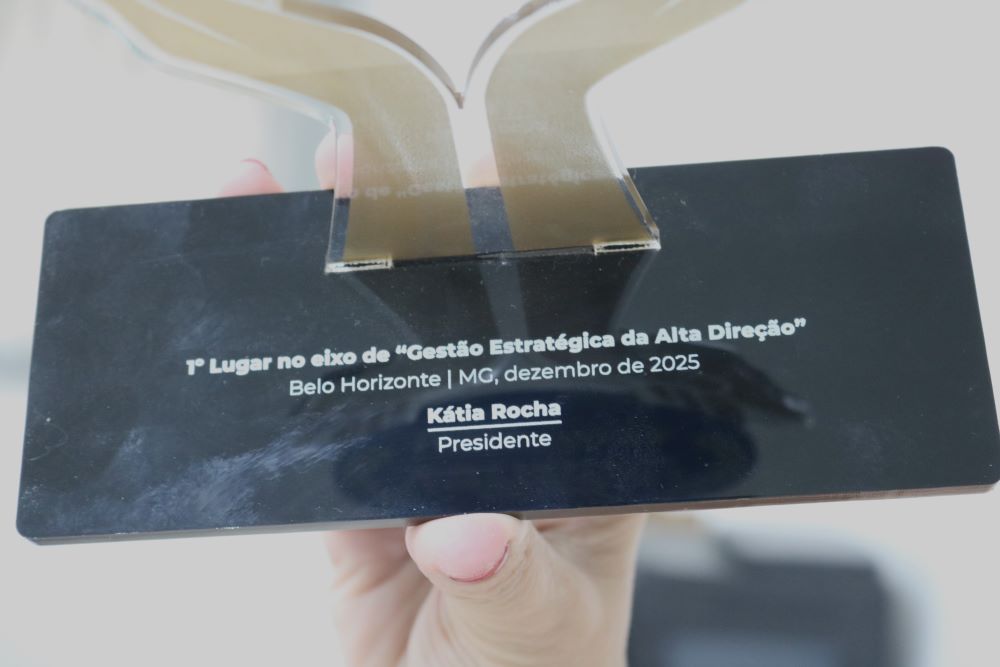 1º Lugar no eixo de “Gestão Estratégica da Alta Direção”
Belo Horizonte | MG, dezembro de 2025
Kátia Rocha
Presidente